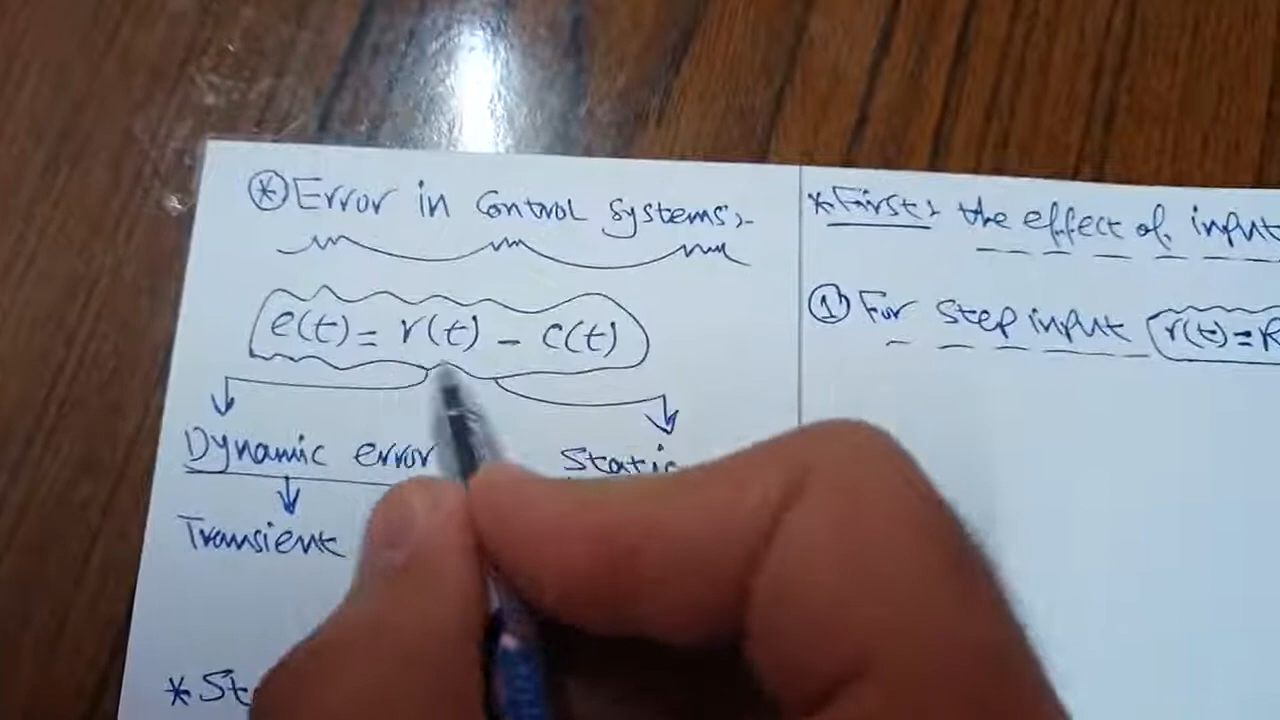 * Error in control systems:-
e(t) = r(t) - c(t)
Dynamic error
Static
Transient
* First: the effect of input
① For step input r(t)=R